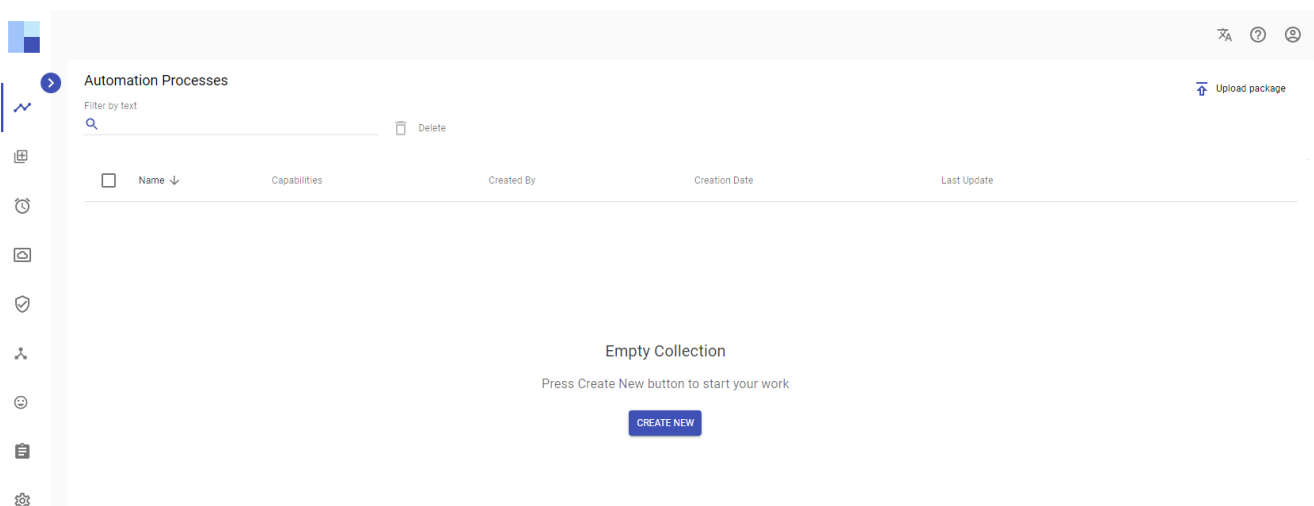 Automation Processes
Upload package
Filter by text
Delete
Name Capabilities Created By Creation Date Last Update
Empty Collection
Press Create New button to start your work
CREATE NEW